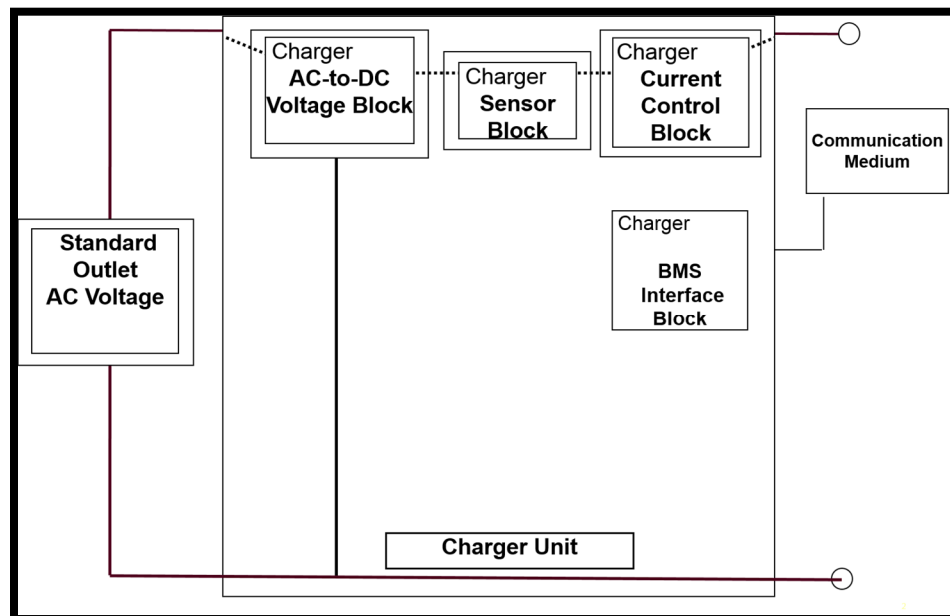 Charger
AC-to-DC
Voltage Block
Charger
Sensor
Block
Charger
Current
Control
Block
Communication
Medium
Standard
Outlet
AC Voltage
Charger
BMS
Interface
Block
Charger Unit